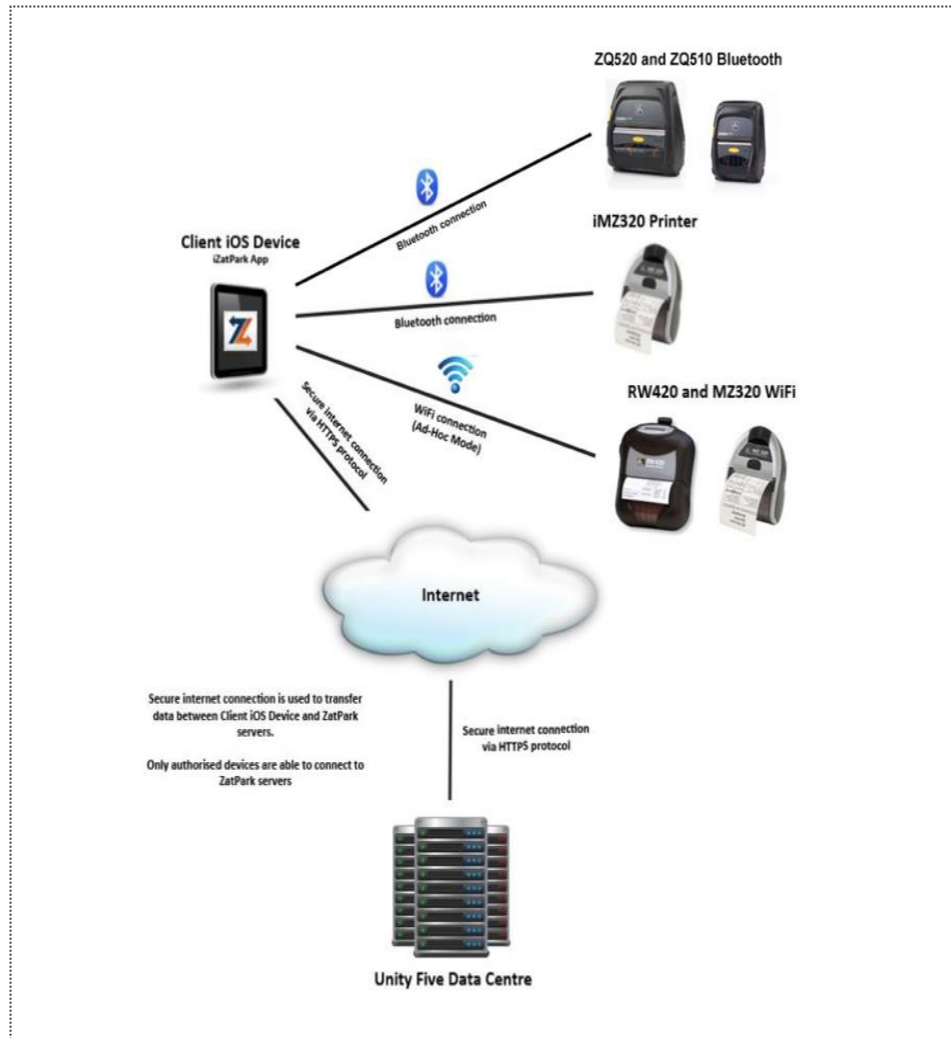 ZQ520 and ZQ510 Bluetooth
Bluetooth connection
iMZ320 Printer
Client iOS Device
iZatPark App
Bluetooth connection
RW420 and MZ320 WiFi
WiFi connection
(Ad-Hoc Mode)
Secure internet connection
via HTTPS protocol
Internet
Secure internet connection is used to transfer
data between Client iOS Device and ZatPark
servers.
Only authorised devices are able to connect to
ZatPark servers
Secure internet connection
via HTTPS protocol
Unity Five Data Centre